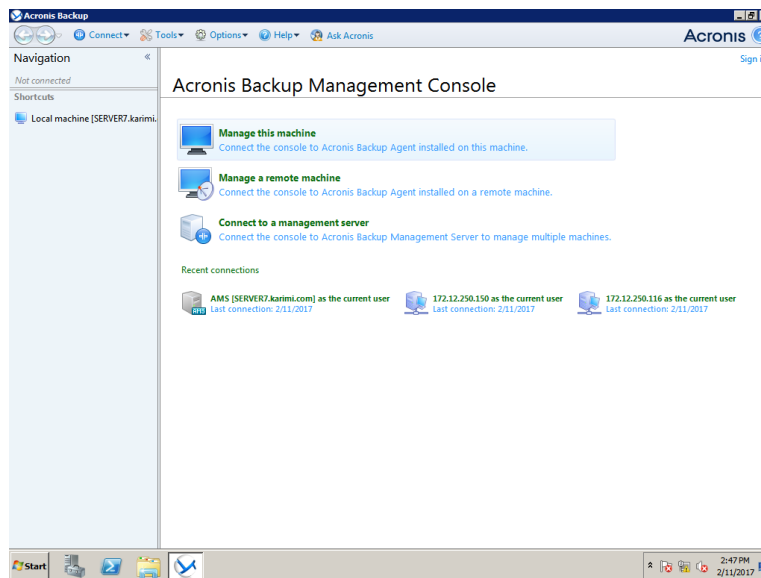 Acronis Backup
Connect Tools Options Help Ask Acronis
Acronis
Navigation «
Sign i
Not connected
Shortcuts
Local machine [SERVER7.karimi.
Acronis Backup Management Console
Manage this machine
Connect the console to Acronis Backup Agent installed on this machine.
Manage a remote machine
Connect the console to Acronis Backup Agent installed on a remote machine.
Connect to a management server
Connect the console to Acronis Backup Management Server to manage multiple machines.
Recent connections
AMS [SERVER7.karimi.com] as the current user
Last connection: 2/11/2017
172.12.250.150 as the current user
Last connection: 2/11/2017
172.12.250.116 as the current user
Last connection: 2/11/2017
AMS
Start
2:47 PM
2/11/2017